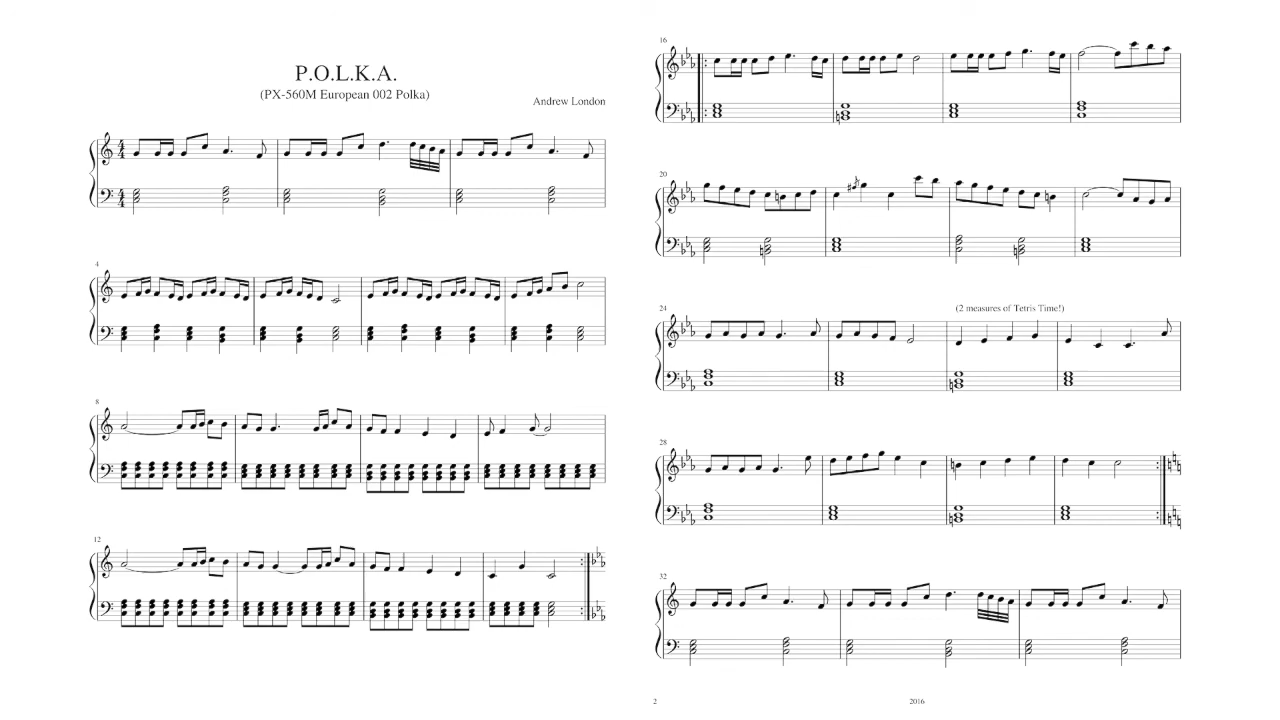 P.O.L.K.A.
(PX-560M European 002 Polka)
Andrew London
4
8
12
16
20
24
(2 measures of Tetris Time!)
28
32
2
2016